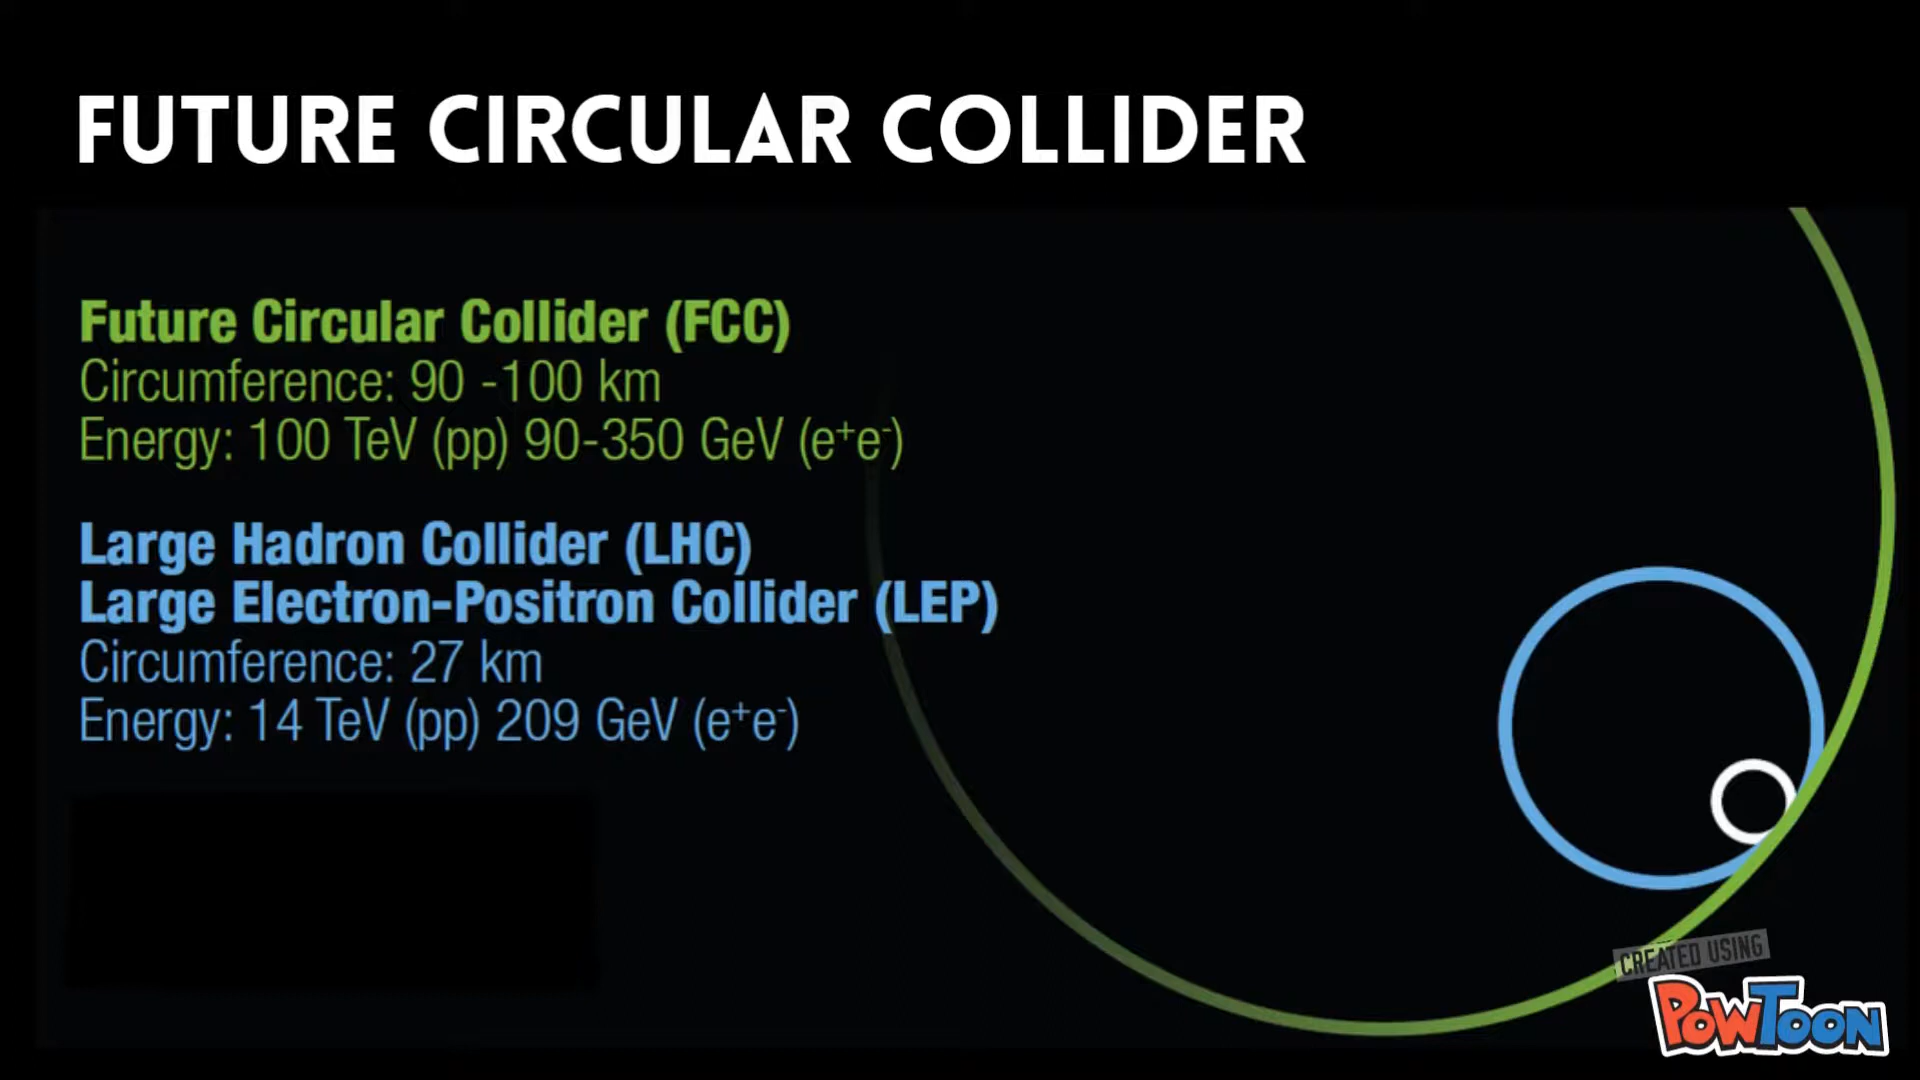 FUTURE CIRCULAR COLLIDER
Future Circular Collider (FCC)
Circumference: 90 -100 km
Energy: 100 TeV (pp) 90-350 GeV (e⁺e⁻)
Large Hadron Collider (LHC)
Large Electron-Positron Collider (LEP)
Circumference: 27 km
Energy: 14 TeV (pp) 209 GeV (e⁺e⁻)
CREATED USING
POWTOON